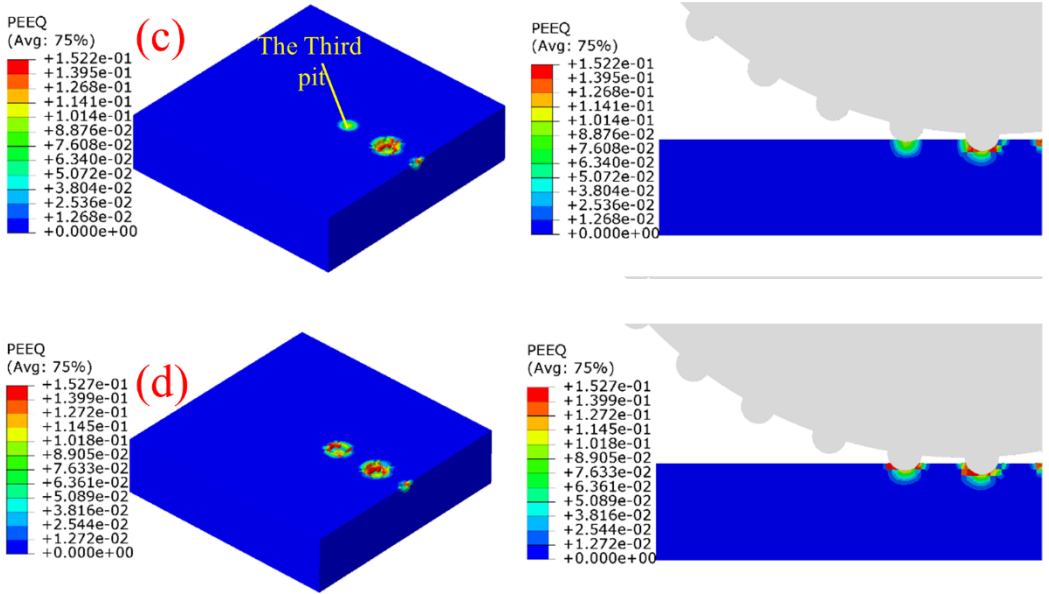 PEEQ
(Avg: 75%)
+1.522e-01
+1.395e-01
+1.268e-01
+1.141e-01
+1.014e-01
+8.876e-02
+7.608e-02
+6.340e-02
+5.072e-02
+3.804e-02
+2.536e-02
+1.268e-02
+0.000e+00
(c)
The Third
pit
PEEQ
(Avg: 75%)
+1.522e-01
+1.395e-01
+1.268e-01
+1.141e-01
+1.014e-01
+8.876e-02
+7.608e-02
+6.340e-02
+5.072e-02
+3.804e-02
+2.536e-02
+1.268e-02
+0.000e+00
PEEQ
(Avg: 75%)
+1.527e-01
+1.399e-01
+1.272e-01
+1.145e-01
+1.018e-01
+8.905e-02
+7.633e-02
+6.361e-02
+5.089e-02
+3.816e-02
+2.544e-02
+1.272e-02
+0.000e+00
(d)
PEEQ
(Avg: 75%)
+1.527e-01
+1.399e-01
+1.272e-01
+1.145e-01
+1.018e-01
+8.905e-02
+7.633e-02
+6.361e-02
+5.089e-02
+3.816e-02
+2.544e-02
+1.272e-02
+0.000e+00